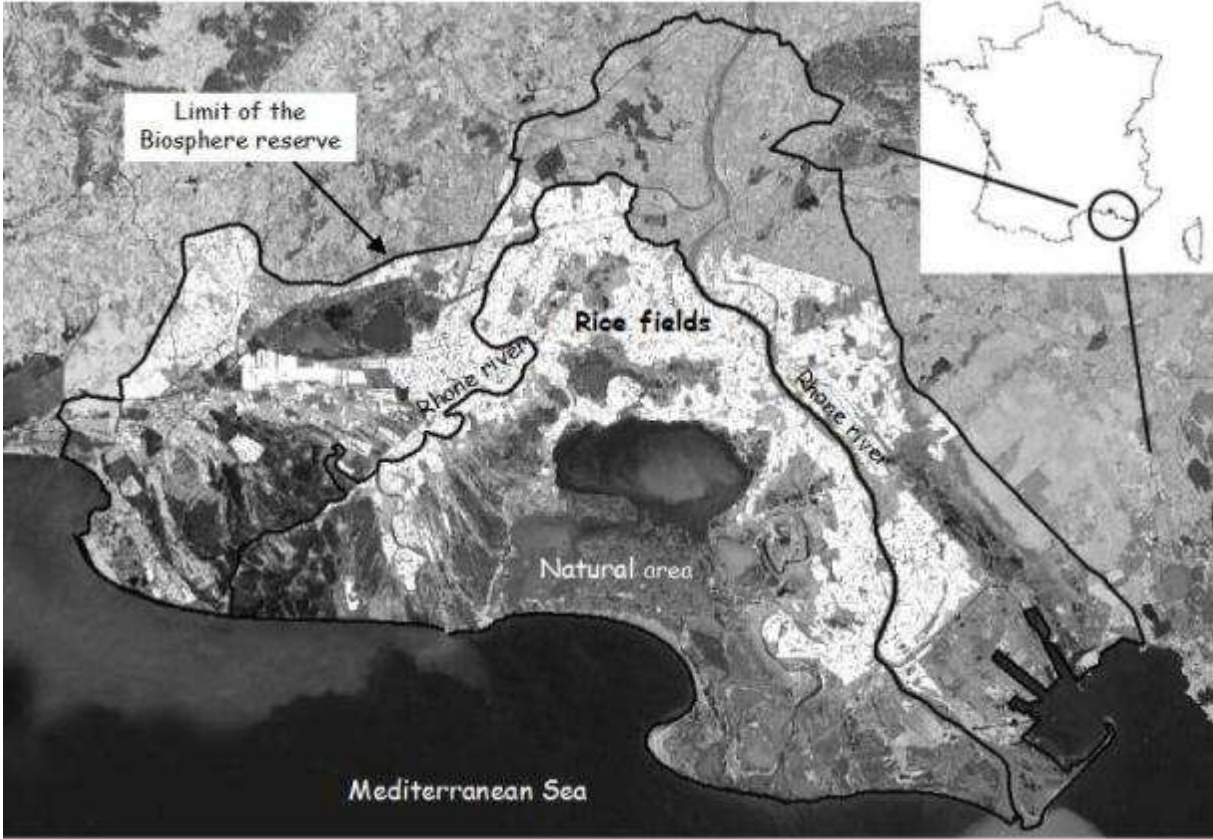 Limit of the
Biosphere reserve
Rice fields
Rhone river
Rhone river
Natural area
Mediterranean Sea